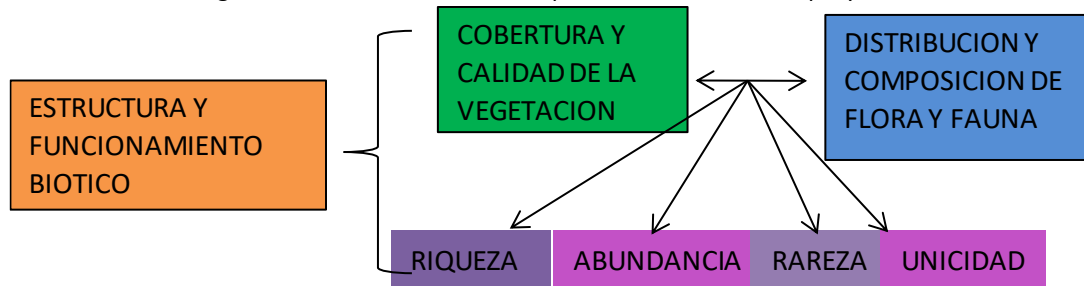 COBERTURA Y
CALIDAD DE LA
VEGETACION
DISTRIBUCION Y
COMPOSICION DE
FLORA Y FAUNA
ESTRUCTURA Y
FUNCIONAMIENTO
BIOTICO
RIQUEZA
ABUNDANCIA
RAREZA
UNICIDAD